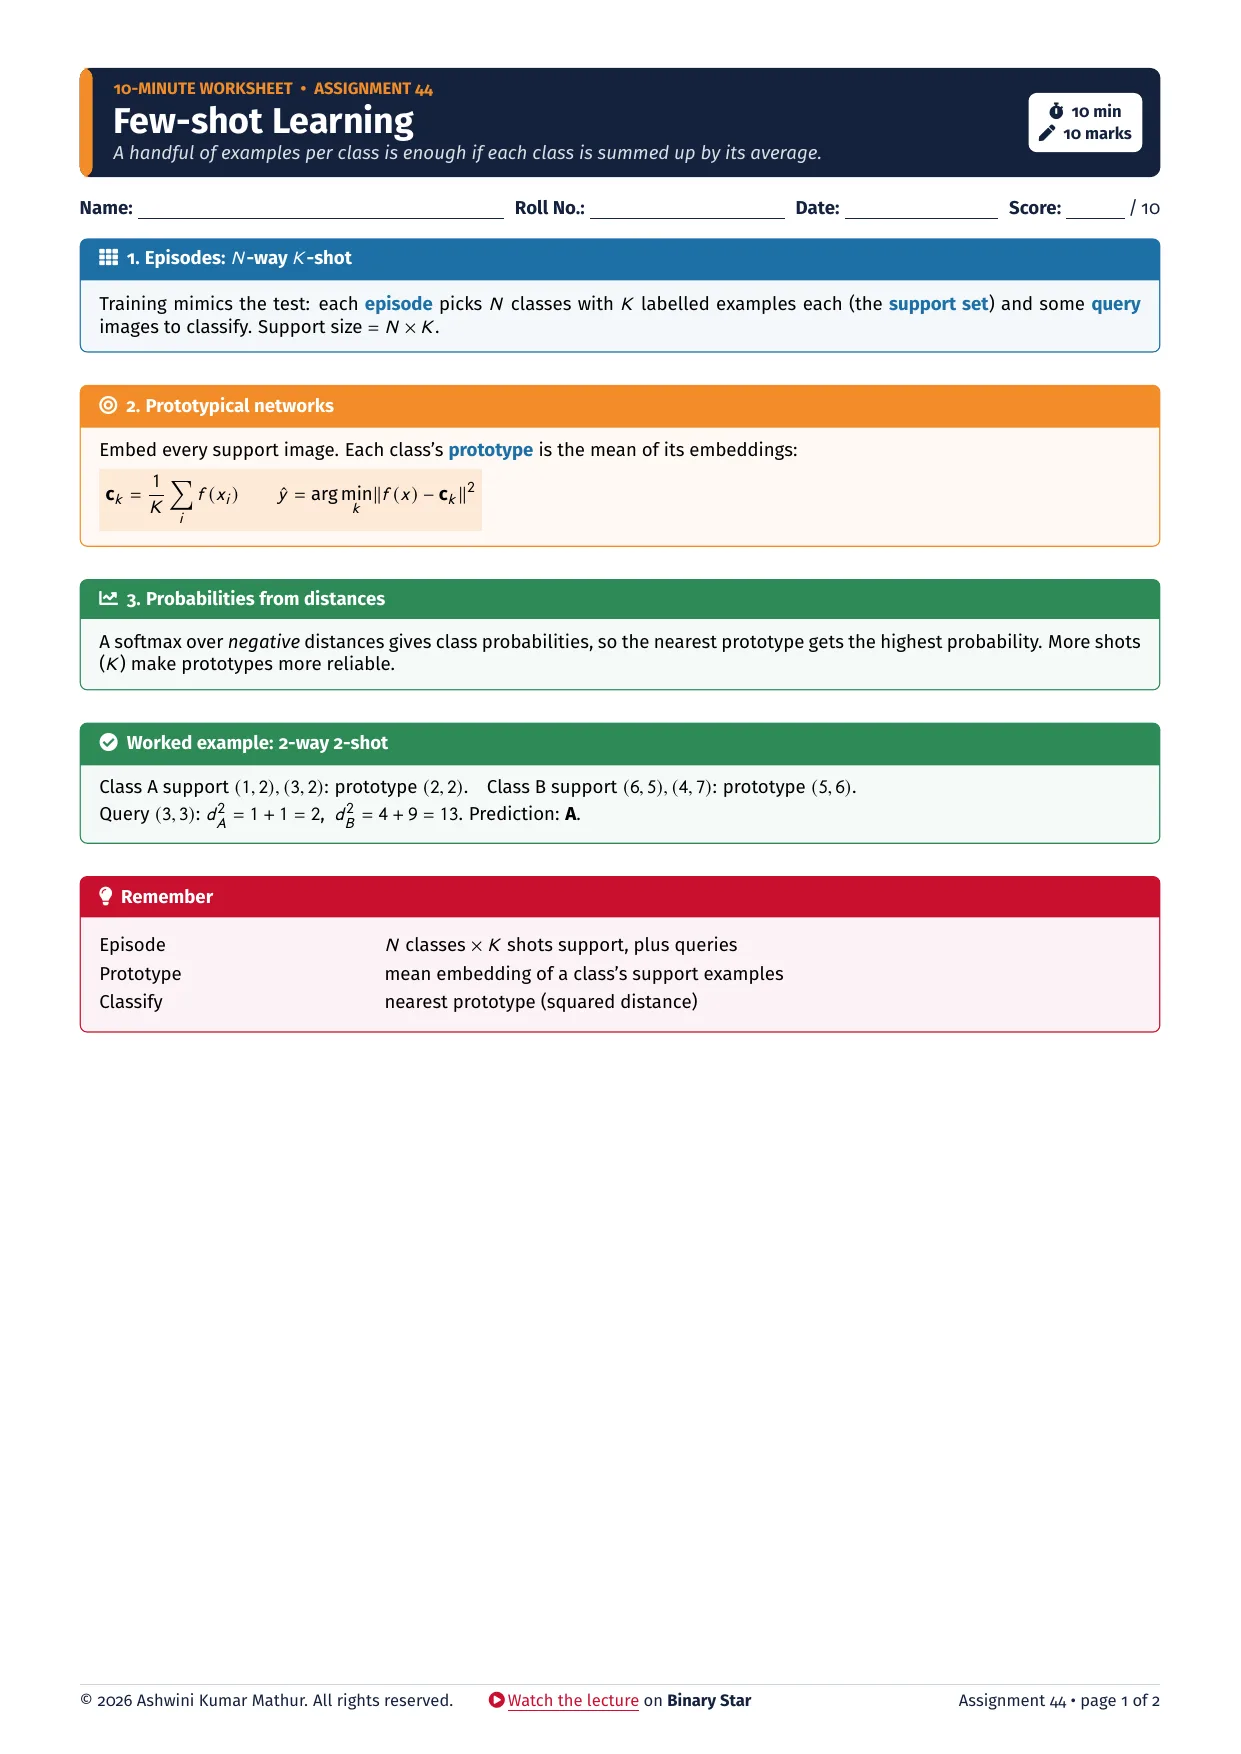 10-MINUTE WORKSHEET • ASSIGNMENT 44
Few-shot Learning
A handful of examples per class is enough if each class is summed up by its average.
10 min
10 marks
Name: ____ Roll No.: ____ Date: ____ Score: ____ / 10
1. Episodes: N-way K-shot
Training mimics the test: each episode picks N classes with K labelled examples each (the support set) and some query
images to classify. Support size = N × K.
2. Prototypical networks
Embed every support image. Each class's prototype is the mean of its embeddings:
c_k = 1/K ∑_i f(x_i)  ŷ = arg min_k ‖f(x) − c_k‖²
3. Probabilities from distances
A softmax over negative distances gives class probabilities, so the nearest prototype gets the highest probability. More shots
(K) make prototypes more reliable.
Worked example: 2-way 2-shot
Class A support (1, 2), (3, 2): prototype (2, 2). Class B support (6, 5), (4, 7): prototype (5, 6).
Query (3, 3): d_A² = 1 + 1 = 2, d_B² = 4 + 9 = 13. Prediction: A.
Remember
Episode N classes × K shots support, plus queries
Prototype mean embedding of a class's support examples
Classify nearest prototype (squared distance)
© 2026 Ashwini Kumar Mathur. All rights reserved. Watch the lecture on Binary Star Assignment 44 • page 1 of 2